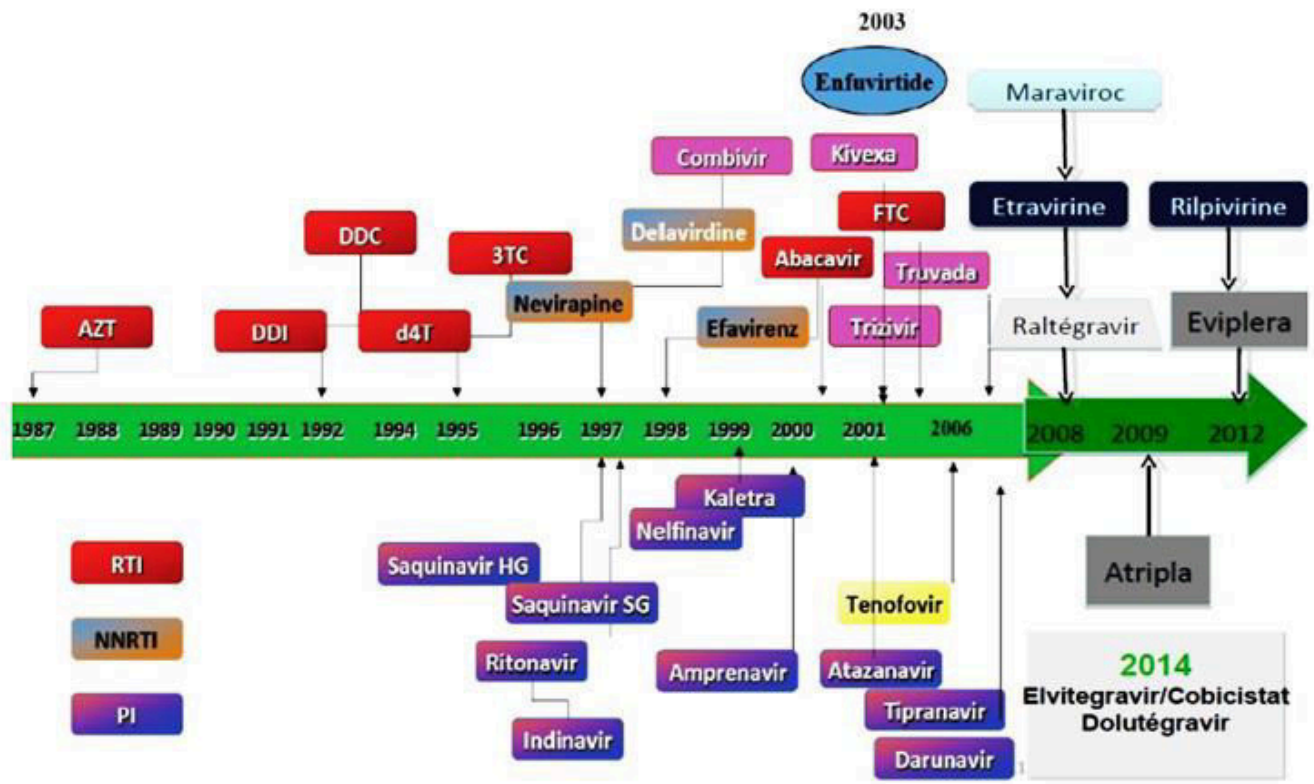 2003
Enfuvirtide
Maraviroc
Combivir
Kivexa
Etravirine
Rilpivirine
DDC
3TC
Delavirdine
FTC
Abacavir
Truvada
AZT
DDI
d4T
Nevirapine
Efavirenz
Trizivir
Raltégravir
Eviplera
1987 1988 1989 1990 1991 1992 1994 1995 1996 1997 1998 1999 2000 2001 2006 2008 2009 2012
Kaletra
Nelfinavir
RTI
Saquinavir HG
Saquinavir SG
Tenofovir
Atripla
NNRTI
Ritonavir
Amprenavir
Atazanavir
PI
Indinavir
Tipranavir
Darunavir
2014
Elvitegravir/Cobicistat
Dolutégravir